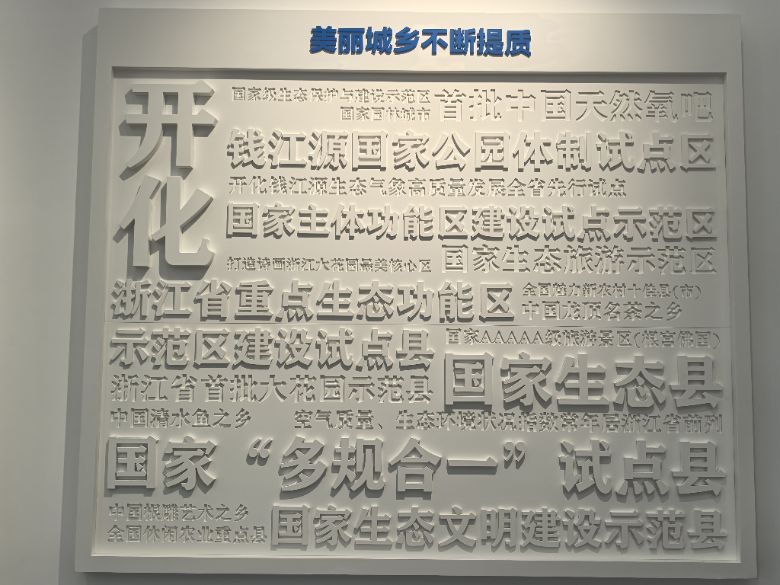 美丽城乡不断提质
开化
国家级生态保护与建设示范区
国家园林城市
首批中国天然氧吧
钱江源国家公园体制试点区
开化钱江源生态气象高质量发展全省先行试点
国家主体功能区建设试点示范区
打造诗画浙江大花园最美核心区
国家生态旅游示范区
浙江省重点生态功能区
全国魅力新农村十佳县(市)
中国龙顶名茶之乡
示范区建设试点县
国家AAAAA级旅游景区(根宫佛国)
浙江省首批大花园示范县
国家生态县
中国清水鱼之乡
空气质量、生态环境状况指数常年居浙江省前列
国家“多规合一”试点县
中国根雕艺术之乡
全国休闲农业重点县
国家生态文明建设示范县